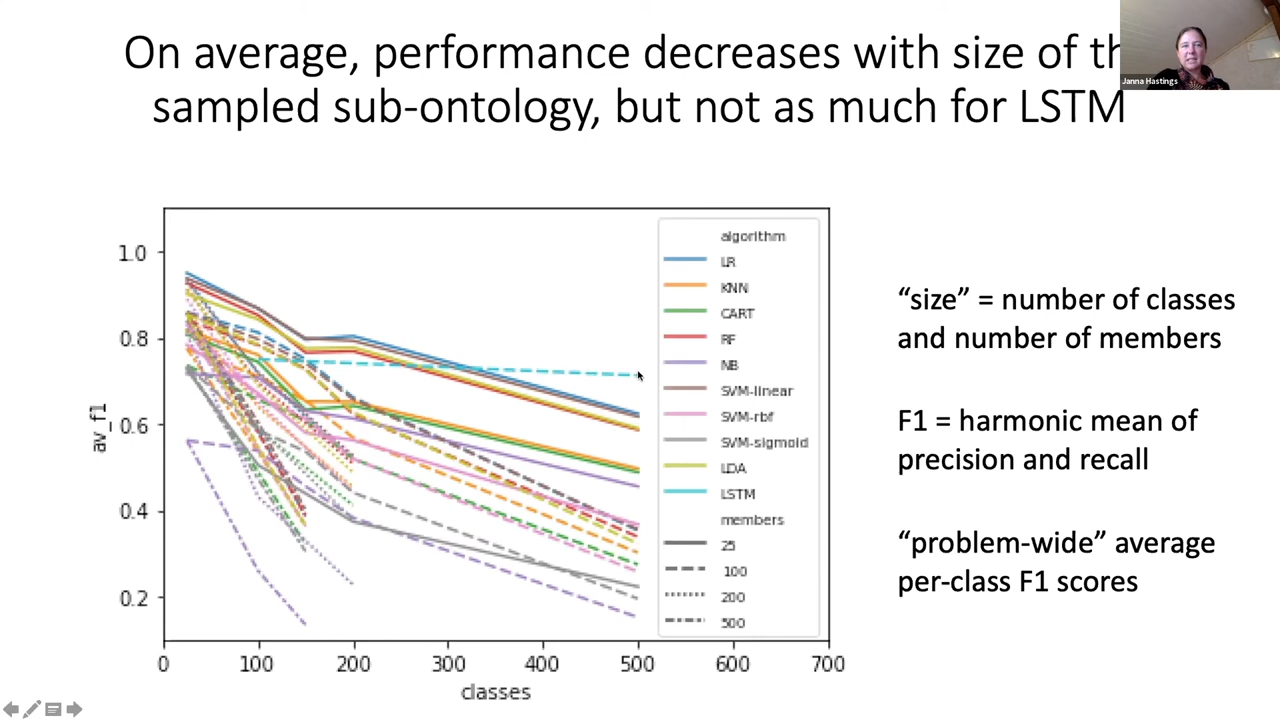 On average, performance decreases with size of th
sampled sub-ontology, but not as much for LSTM
Janna Hastings
av_f1
1.0
0.8
0.6
0.4
0.2
0 100 200 300 400 500 600 700
classes
algorithm
LR
KNN
CART
RF
NB
SVM-linear
SVM-rbf
SVM-sigmoid
LDA
LSTM
members
25
100
200
500
“size” = number of classes
and number of members
F1 = harmonic mean of
precision and recall
“problem-wide” average
per-class F1 scores